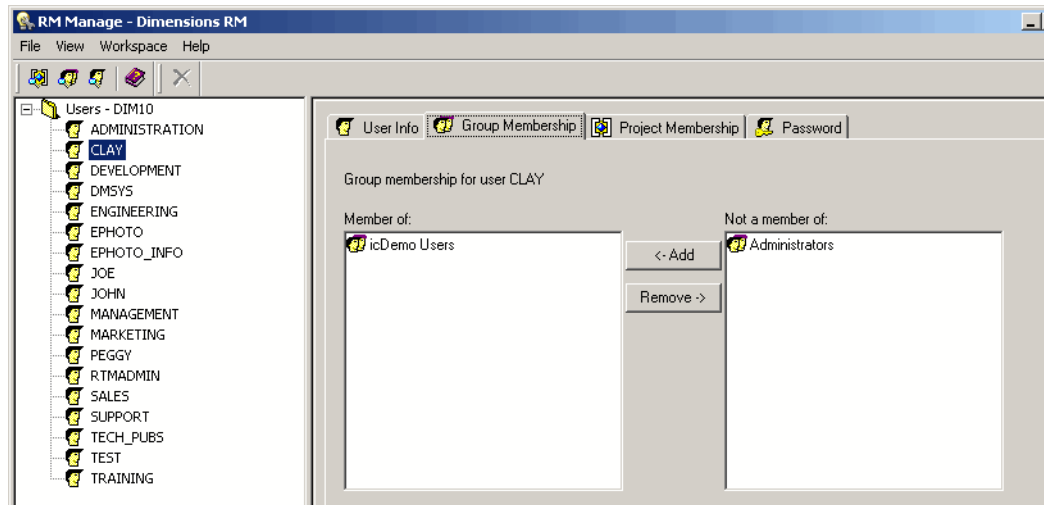 RM Manage - Dimensions RM
File View Workspace Help
Users - DIM10
ADMINISTRATION
CLAY
DEVELOPMENT
DMSYS
ENGINEERING
EPHOTO
EPHOTO_INFO
JOE
JOHN
MANAGEMENT
MARKETING
PEGGY
RTMADMIN
SALES
SUPPORT
TECH_PUBS
TEST
TRAINING
User Info Group Membership Project Membership Password
Group membership for user CLAY
Member of: Not a member of:
icDemo Users <- Add Administrators
Remove ->